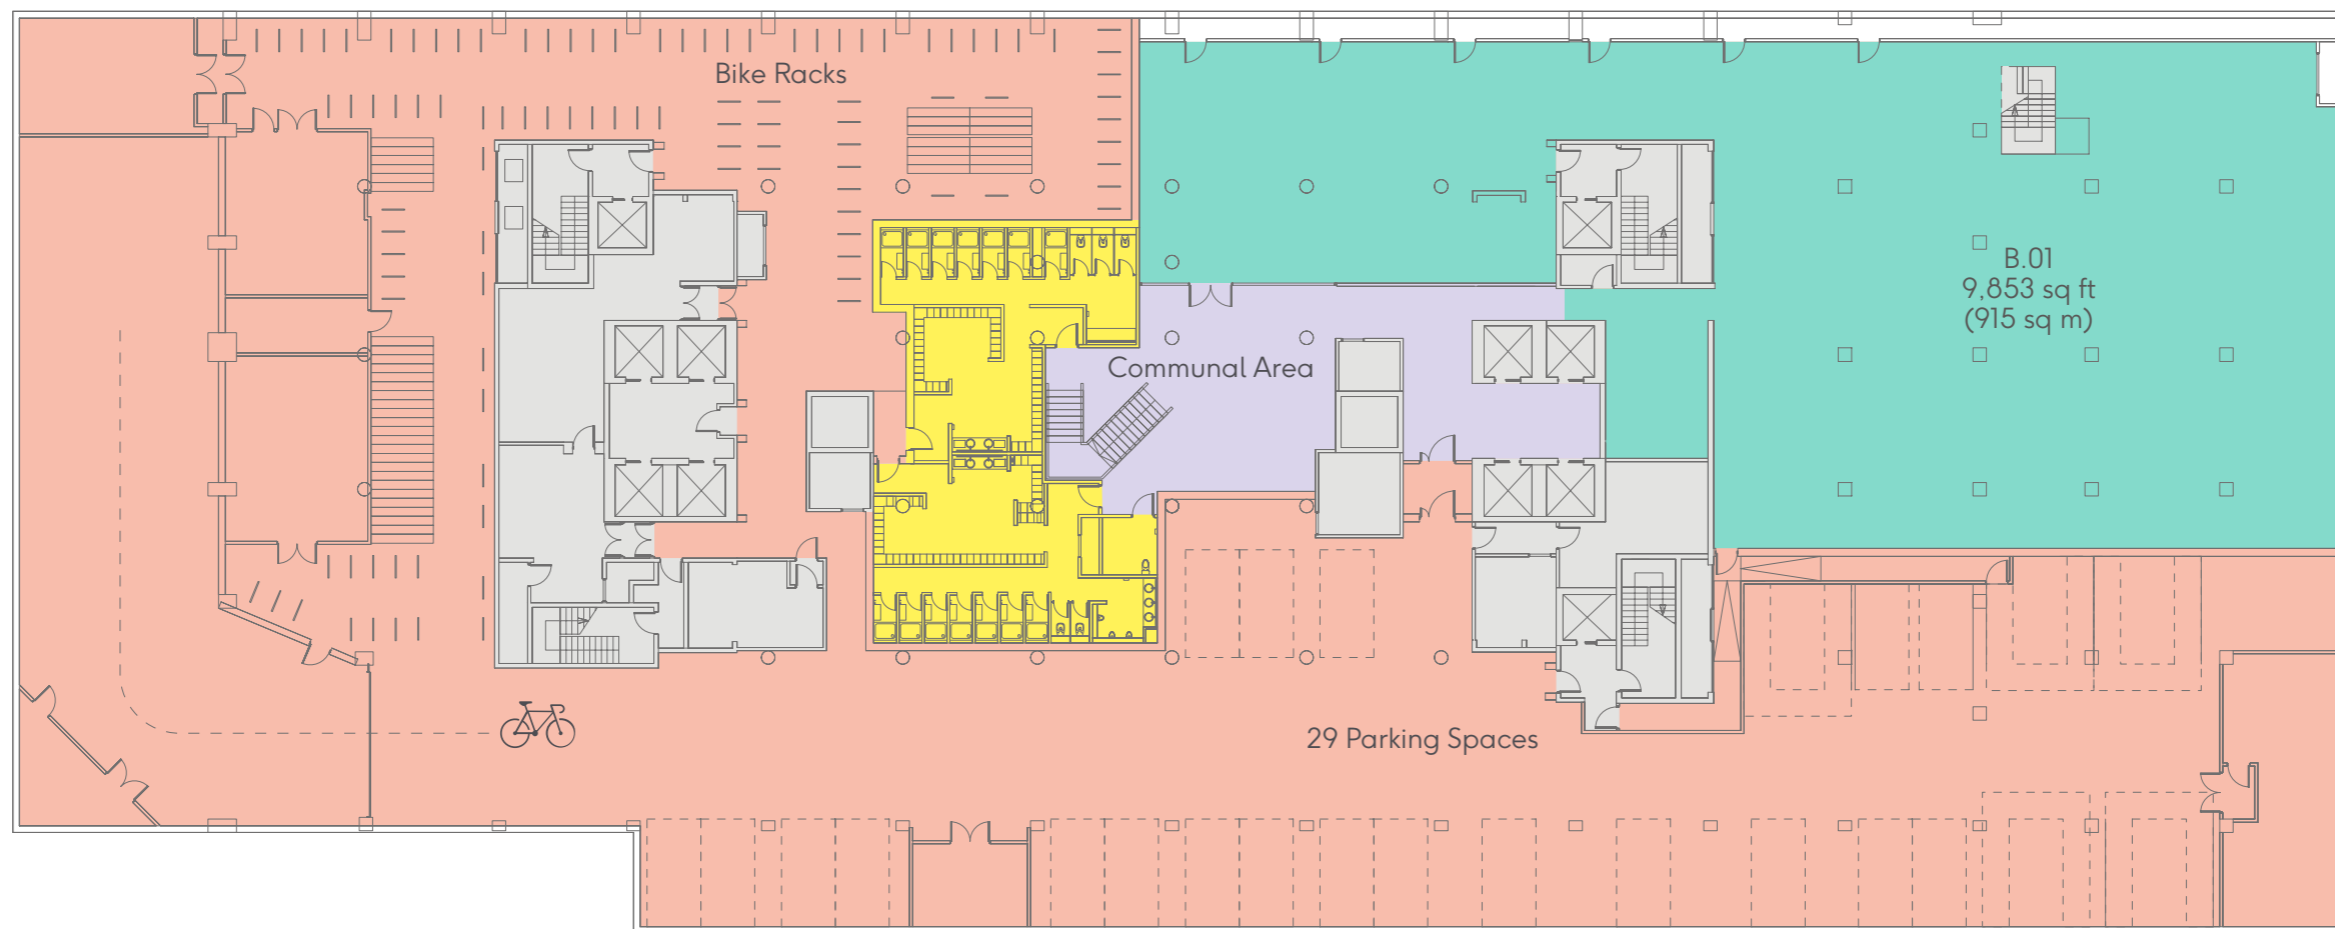 Bike Racks
B.01
9,853 sq ft
(915 sq m)
Communal Area
29 Parking Spaces